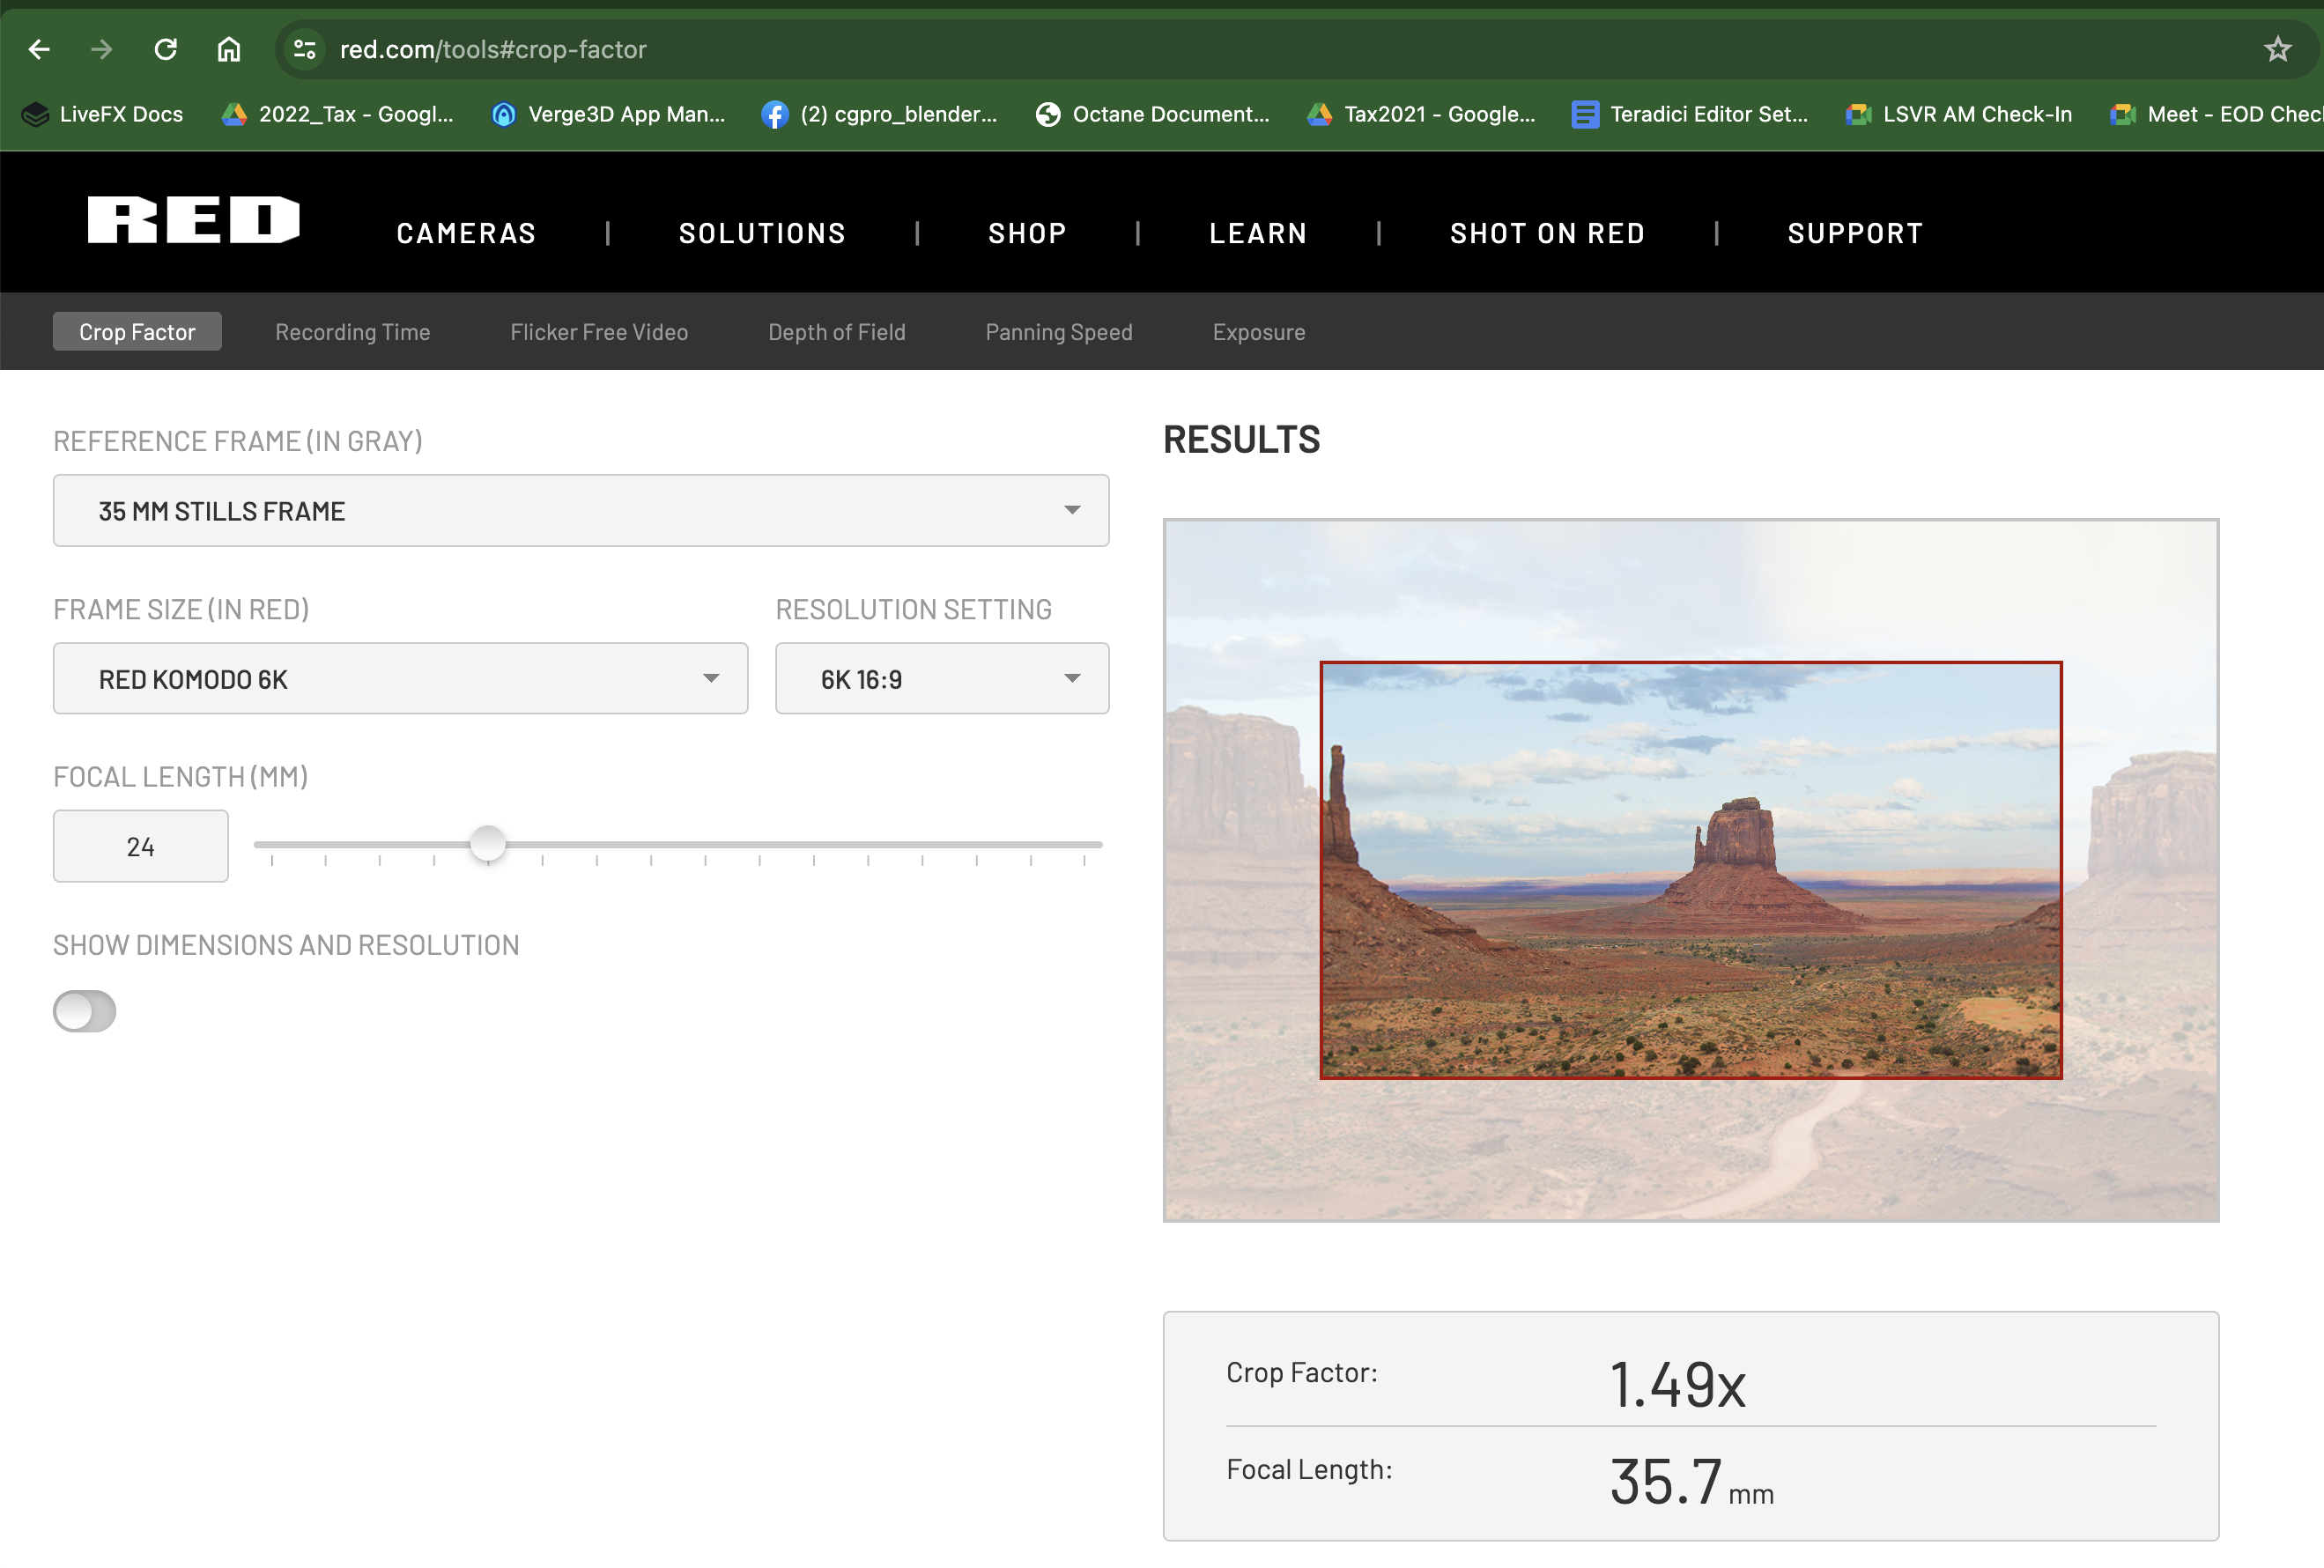 red.com/tools#crop-factor
LiveFX Docs
2022_Tax - Googl...
Verge3D App Man...
(2) cgpro_blender...
Octane Document...
Tax2021 - Google...
Teradici Editor Set...
LSVR AM Check-In
Meet - EOD Chec
RED
CAMERAS | SOLUTIONS | SHOP | LEARN | SHOT ON RED | SUPPORT
Crop Factor
Recording Time
Flicker Free Video
Depth of Field
Panning Speed
Exposure
REFERENCE FRAME (IN GRAY)
35 MM STILLS FRAME
FRAME SIZE (IN RED)
RESOLUTION SETTING
RED KOMODO 6K
6K 16:9
FOCAL LENGTH (MM)
24
SHOW DIMENSIONS AND RESOLUTION
RESULTS
Crop Factor: 1.49x
Focal Length: 35.7 mm